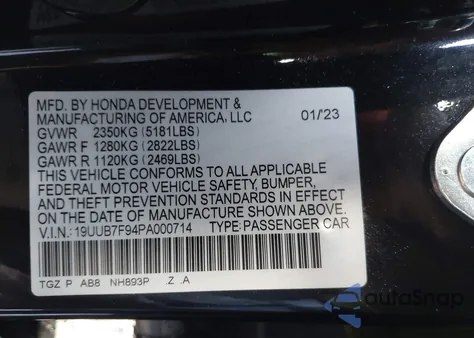 MFD. BY HONDA DEVELOPMENT &
MANUFACTURING OF AMERICA, LLC 01/23
GVWR 2350KG (5181LBS)
GAWR F 1280KG (2822LBS)
GAWR R 1120KG (2469LBS)
THIS VEHICLE CONFORMS TO ALL APPLICABLE
FEDERAL MOTOR VEHICLE SAFETY, BUMPER,
AND THEFT PREVENTION STANDARDS IN EFFECT
ON THE DATE OF MANUFACTURE SHOWN ABOVE.
V.I.N.:19UUB7F94PA000714 TYPE:PASSENGER CAR
TGZ P AB8 NH893P .Z .A
autoSnap